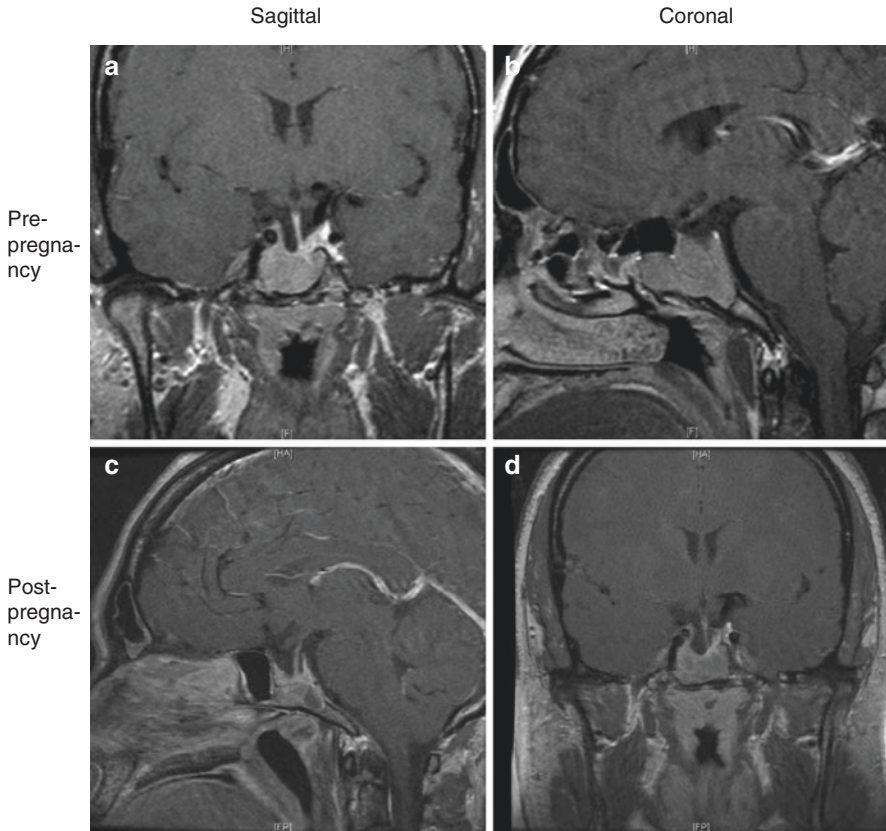 Sagittal
Coronal
a
[H]
b
[H]
Pre-
pregna-
ncy
[F]
[F]
c
[HA]
d
[HA]
Post-
pregna-
ncy
[FP]
[FP]